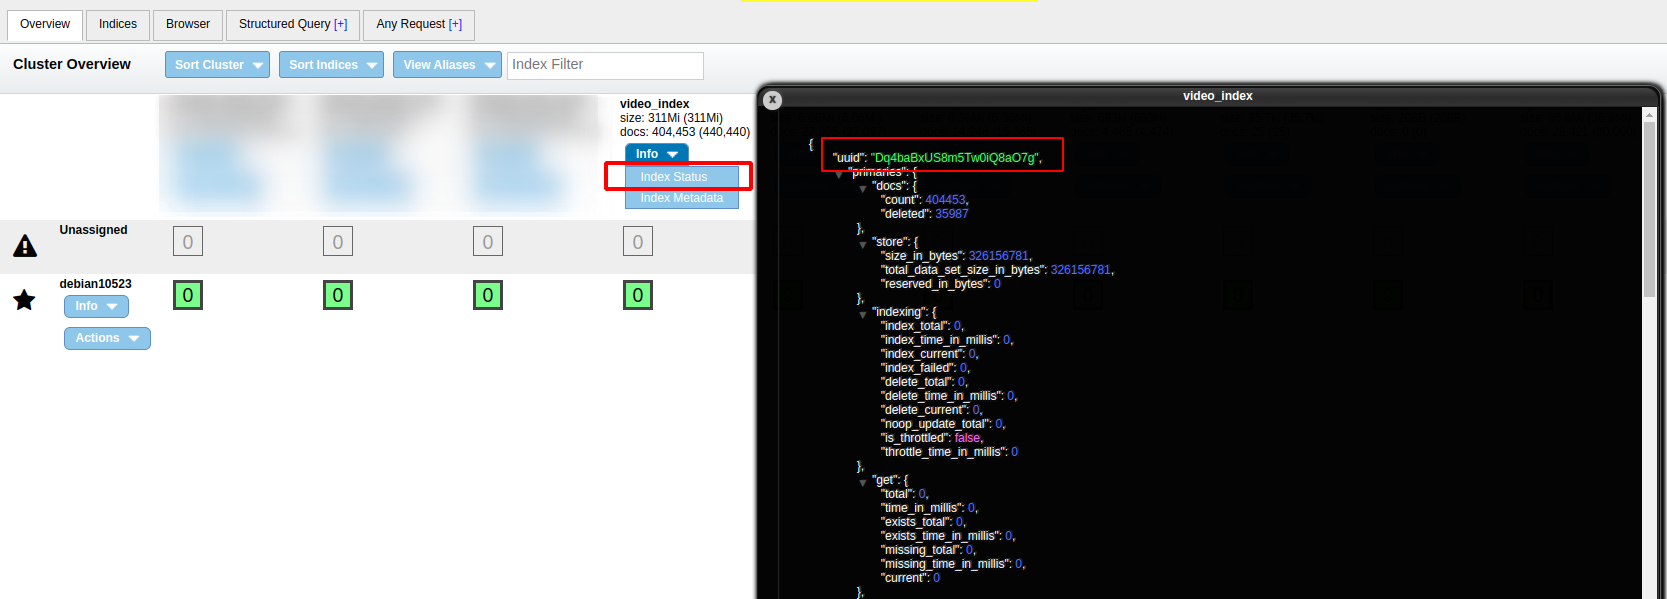 Overview
Indices
Browser
Structured Query [+]
Any Request [+]
Cluster Overview
Sort Cluster
Sort Indices
View Aliases
Index Filter
video_index
size: 311Mi (311Mi)
docs: 404,453 (440,440)
Info
Index Status
Index Metadata
Unassigned
0 0 0 0
debian10523
0 0 0 0
Info
Actions
x
video_index
{
"uuid": "Dq4baBxUS8m5Tw0iQ8aO7g",
"primaries": {
"docs": {
"count": 404453,
"deleted": 35987
},
"store": {
"size_in_bytes": 326156781,
"total_data_set_size_in_bytes": 326156781,
"reserved_in_bytes": 0
},
"indexing": {
"index_total": 0,
"index_time_in_millis": 0,
"index_current": 0,
"index_failed": 0,
"delete_total": 0,
"delete_time_in_millis": 0,
"delete_current": 0,
"noop_update_total": 0,
"is_throttled": false,
"throttle_time_in_millis": 0
},
"get": {
"total": 0,
"time_in_millis": 0,
"exists_total": 0,
"exists_time_in_millis": 0,
"missing_total": 0,
"missing_time_in_millis": 0,
"current": 0
},